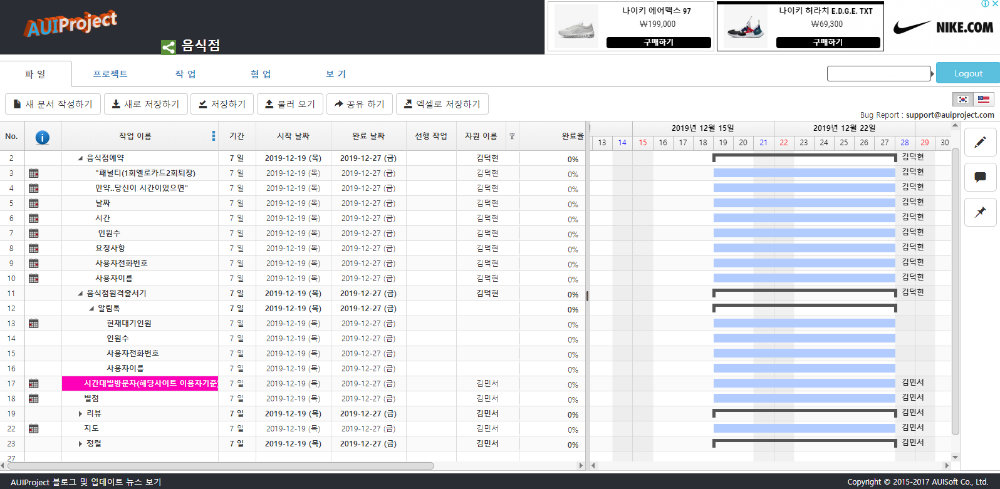 AUIProject
음식점
나이키 에어맥스 97
₩199,000
구매하기
나이키 허라치 E.D.G.E. TXT
₩69,300
구매하기
NIKE.COM
파 일 프로젝트 작 업 협 업 보 기
Logout
새 문서 작성하기 새로 저장하기 저장하기 불러 오기 공유 하기 엑셀로 저장하기
Bug Report : support@auiproject.com
No. 작업 이름 기간 시작 날짜 완료 날짜 선행 작업 자원 이름 완료율
2019년 12월 15일 2019년 12월 22일
13 14 15 16 17 18 19 20 21 22 23 24 25 26 27 28 29 30
2 음식점예약 7 일 2019-12-19 (목) 2019-12-27 (금) 김덕현 0% 김덕현
3 "패널티(1회옐로카드2회퇴장) 7 일 2019-12-19 (목) 2019-12-27 (금) 김덕현 0% 김덕현
4 만약..당신이 시간이있으면" 7 일 2019-12-19 (목) 2019-12-27 (금) 김덕현 0% 김덕현
5 날짜 7 일 2019-12-19 (목) 2019-12-27 (금) 김덕현 0% 김덕현
6 시간 7 일 2019-12-19 (목) 2019-12-27 (금) 김덕현 0% 김덕현
7 인원수 7 일 2019-12-19 (목) 2019-12-27 (금) 김덕현 0% 김덕현
8 요청사항 7 일 2019-12-19 (목) 2019-12-27 (금) 김덕현 0% 김덕현
9 사용자전화번호 7 일 2019-12-19 (목) 2019-12-27 (금) 김덕현 0% 김덕현
10 사용자이름 7 일 2019-12-19 (목) 2019-12-27 (금) 김덕현 0% 김덕현
11 음식점원격줄서기 7 일 2019-12-19 (목) 2019-12-27 (금) 김덕현 0% 김덕현
12 알림톡 7 일 2019-12-19 (목) 2019-12-27 (금) 0%
13 현재대기인원 7 일 2019-12-19 (목) 2019-12-27 (금) 0%
14 인원수 7 일 2019-12-19 (목) 2019-12-27 (금) 0%
15 사용자전화번호 7 일 2019-12-19 (목) 2019-12-27 (금) 0%
16 사용자이름 7 일 2019-12-19 (목) 2019-12-27 (금) 0%
17 시간대별방문자(해당사이트 이용자기준) 7 일 2019-12-19 (목) 2019-12-27 (금) 김민서 0% 김민서
18 별점 7 일 2019-12-19 (목) 2019-12-27 (금) 김민서 0% 김민서
19 리뷰 7 일 2019-12-19 (목) 2019-12-27 (금) 김민서 0% 김민서
22 지도 7 일 2019-12-19 (목) 2019-12-27 (금) 김민서 0% 김민서
23 정렬 7 일 2019-12-19 (목) 2019-12-27 (금) 김민서 0% 김민서
27
AUIProject 블로그 및 업데이트 뉴스 보기
Copyright © 2015-2017 AUISoft Co., Ltd.